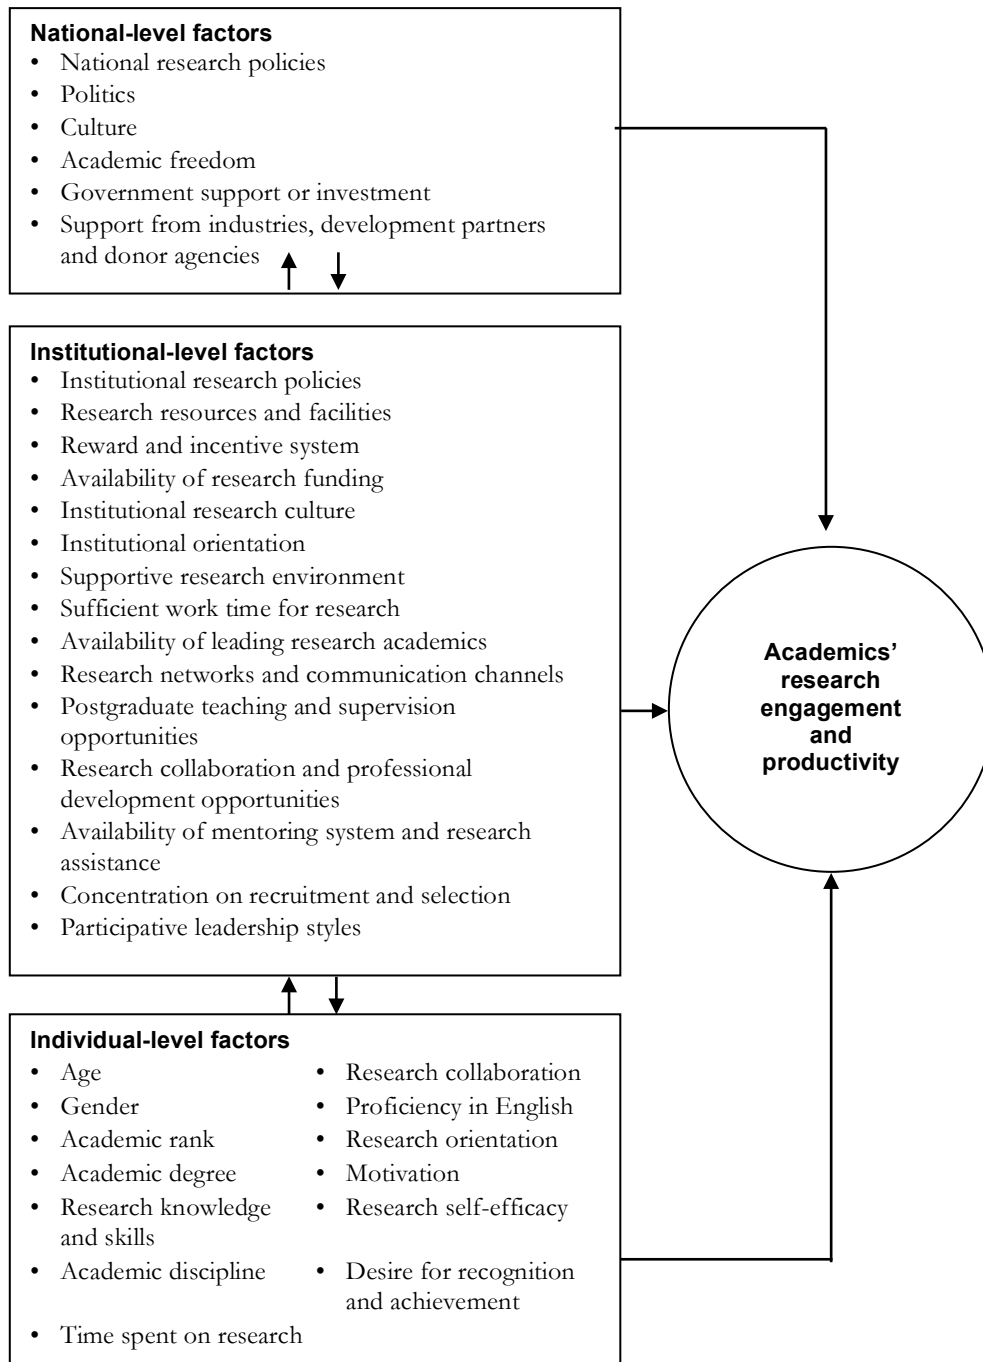 National-level factors
• National research policies
• Politics
• Culture
• Academic freedom
• Government support or investment
• Support from industries, development partners
and donor agencies
Institutional-level factors
• Institutional research policies
• Research resources and facilities
• Reward and incentive system
• Availability of research funding
• Institutional research culture
• Institutional orientation
• Supportive research environment
• Sufficient work time for research
• Availability of leading research academics
• Research networks and communication channels
• Postgraduate teaching and supervision
opportunities
• Research collaboration and professional
development opportunities
• Availability of mentoring system and research
assistance
• Concentration on recruitment and selection
• Participative leadership styles
Academics’
research
engagement
and
productivity
Individual-level factors
• Age
• Gender
• Academic rank
• Academic degree
• Research knowledge
and skills
• Academic discipline
• Time spent on research
• Research collaboration
• Proficiency in English
• Research orientation
• Motivation
• Research self-efficacy
• Desire for recognition
and achievement